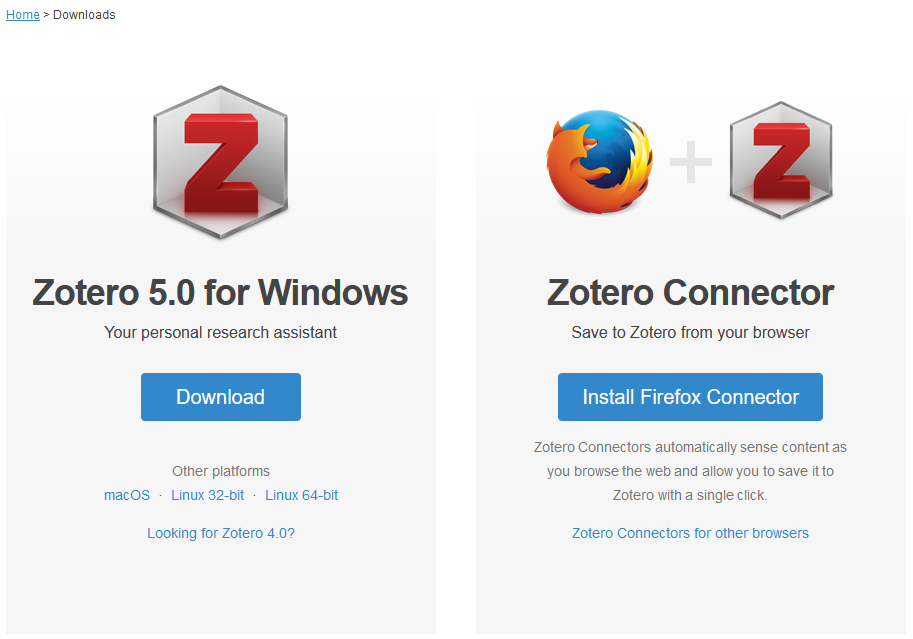 Home > Downloads
Z
Zotero 5.0 for Windows
Your personal research assistant
Download
Other platforms
macOS · Linux 32-bit · Linux 64-bit
Looking for Zotero 4.0?
+ Z
Zotero Connector
Save to Zotero from your browser
Install Firefox Connector
Zotero Connectors automatically sense content as
you browse the web and allow you to save it to
Zotero with a single click.
Zotero Connectors for other browsers